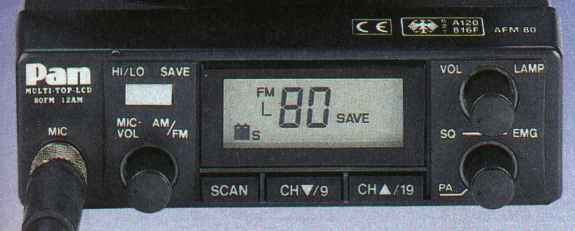 CE A120 AFM 80
816F
Pan
MULTI-TOP-LCD
80FM 12AM
MIC
HI/LO SAVE
MIC-VOL AM/FM
FM
L 80 SAVE
S
SCAN CH▼/9 CH▲/19
VOL LAMP
SQ EMG
PA